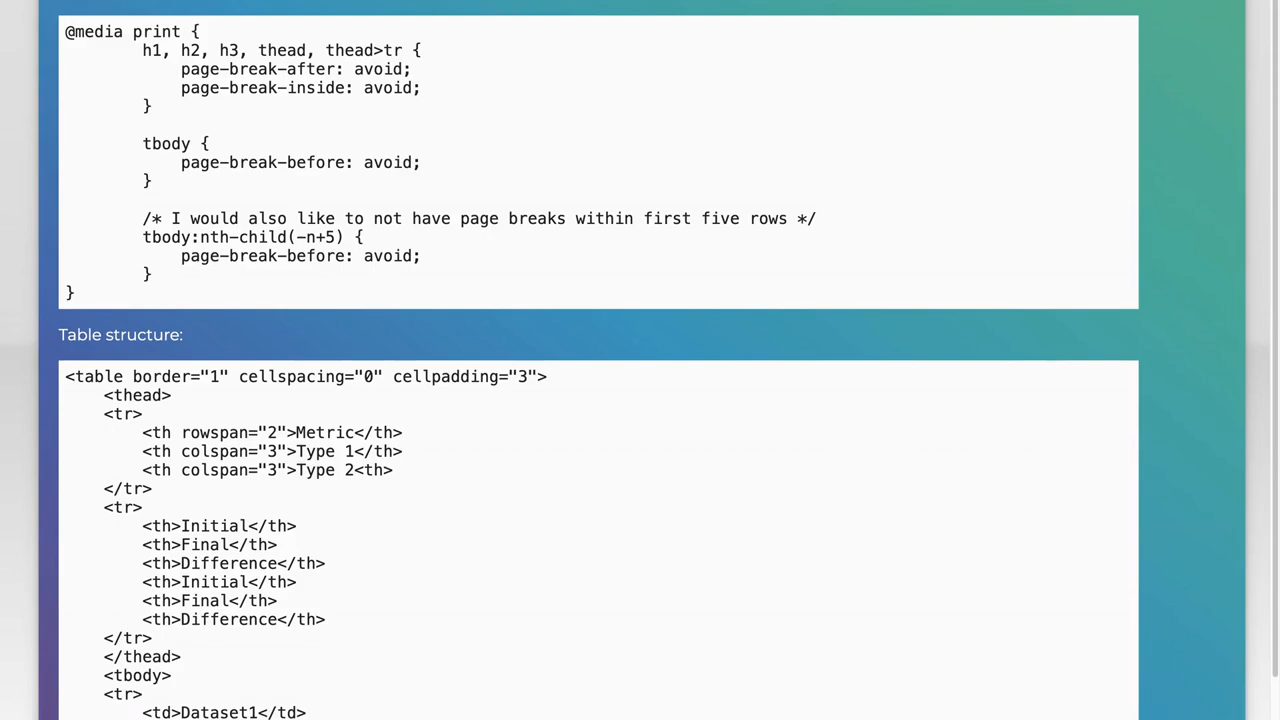 @media print {
h1, h2, h3, thead, thead>tr {
page-break-after: avoid;
page-break-inside: avoid;
}
tbody {
page-break-before: avoid;
}
/* I would also like to not have page breaks within first five rows */
tbody:nth-child(-n+5) {
page-break-before: avoid;
}
}
Table structure:
<table border="1" cellspacing="0" cellpadding="3">
<thead>
<tr>
<th rowspan="2">Metric</th>
<th colspan="3">Type 1</th>
<th colspan="3">Type 2<th>
</tr>
<tr>
<th>Initial</th>
<th>Final</th>
<th>Difference</th>
<th>Initial</th>
<th>Final</th>
<th>Difference</th>
</tr>
</thead>
<tbody>
<tr>
<td>Dataset1</td>